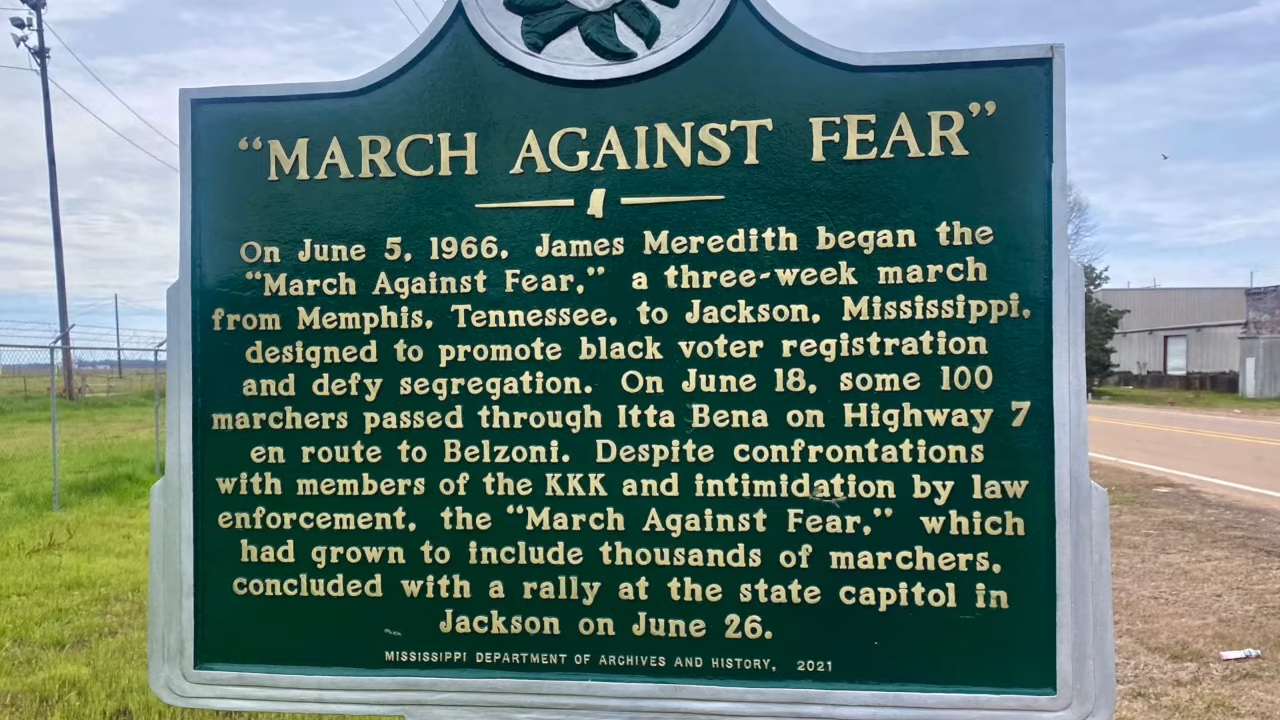 “MARCH AGAINST FEAR”
On June 5, 1966, James Meredith began the
“March Against Fear,” a three-week march
from Memphis, Tennessee, to Jackson, Mississippi,
designed to promote black voter registration
and defy segregation. On June 18, some 100
marchers passed through Itta Bena on Highway 7
en route to Belzoni. Despite confrontations
with members of the KKK and intimidation by law
enforcement, the “March Against Fear,” which
had grown to include thousands of marchers,
concluded with a rally at the state capitol in
Jackson on June 26.
MISSISSIPPI DEPARTMENT OF ARCHIVES AND HISTORY, 2021